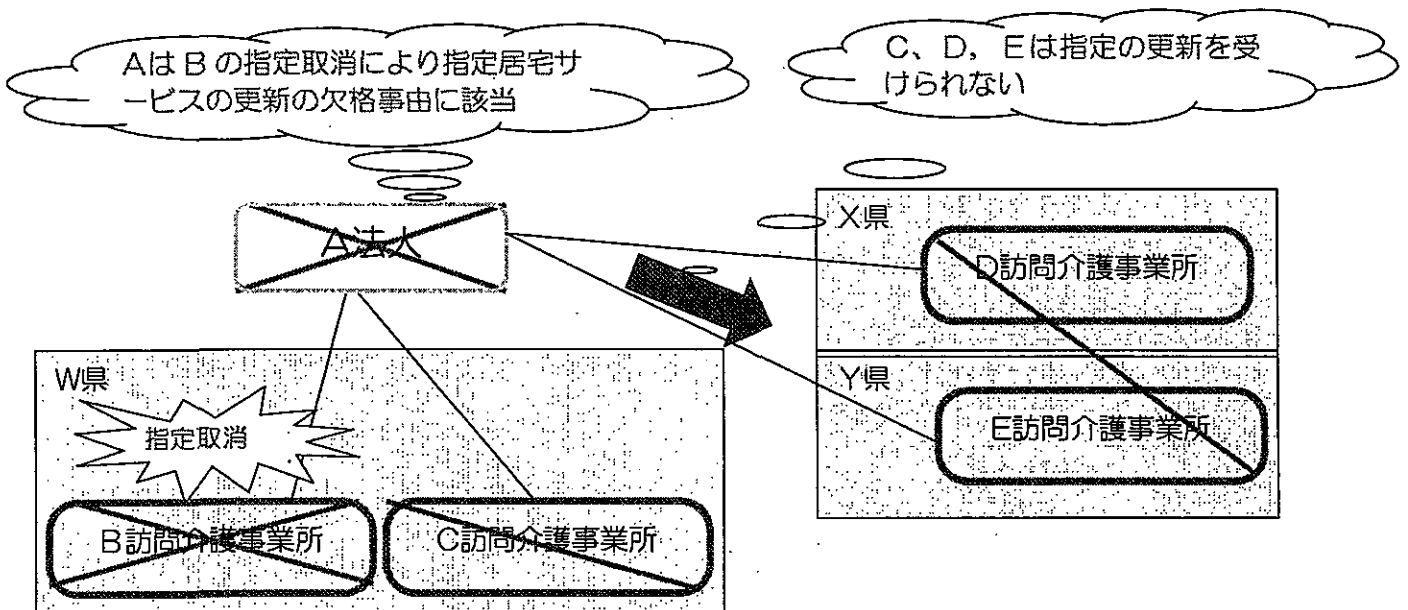 AはBの指定取消により指定居宅サ
ービスの更新の欠格事由に該当
C、D，Eは指定の更新を受
けられない
A法人
X県
D訪問介護事業所
Y県
E訪問介護事業所
W県
指定取消
B訪問介護事業所
C訪問介護事業所